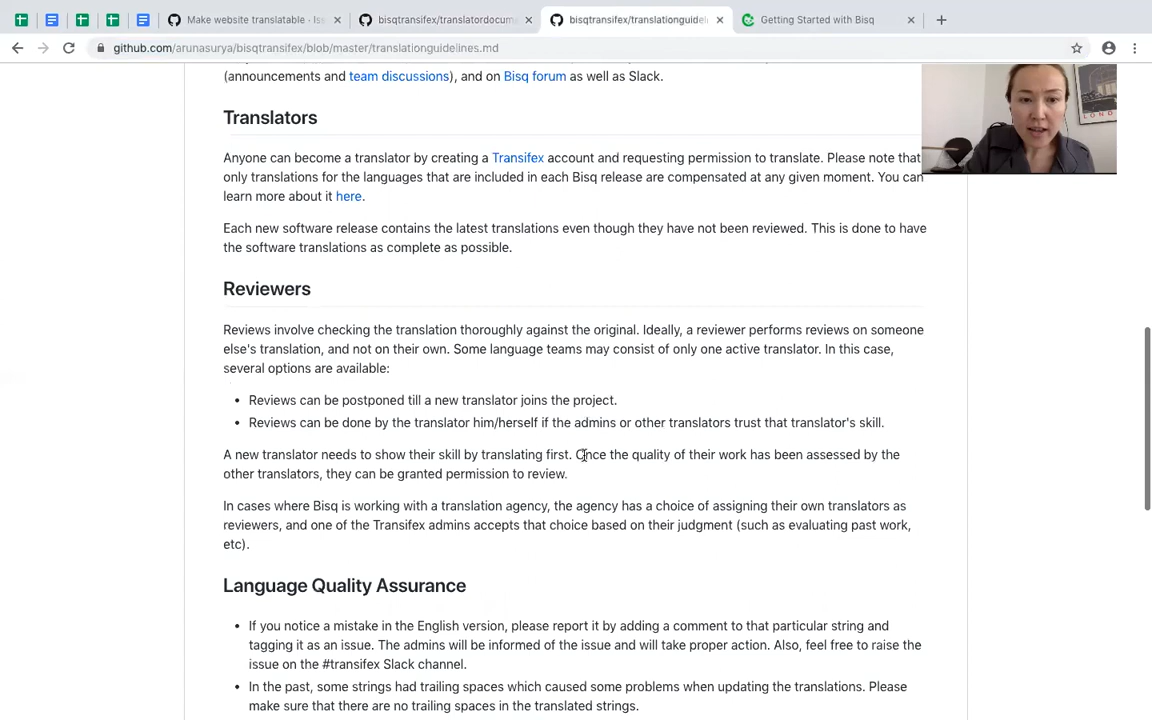 Make website translatable · Iss
bisqtransifex/translatordocum
bisqtransifex/translationguidel
Getting Started with Bisq
github.com/arunasurya/bisqtransifex/blob/master/translationguidelines.md
(announcements and team discussions), and on Bisq forum as well as Slack.
LOND
Translators
Anyone can become a translator by creating a Transifex account and requesting permission to translate. Please note that
only translations for the languages that are included in each Bisq release are compensated at any given moment. You can
learn more about it here.
Each new software release contains the latest translations even though they have not been reviewed. This is done to have
the software translations as complete as possible.
Reviewers
Reviews involve checking the translation thoroughly against the original. Ideally, a reviewer performs reviews on someone
else's translation, and not on their own. Some language teams may consist of only one active translator. In this case,
several options are available:
• Reviews can be postponed till a new translator joins the project.
• Reviews can be done by the translator him/herself if the admins or other translators trust that translator's skill.
A new translator needs to show their skill by translating first. Once the quality of their work has been assessed by the
other translators, they can be granted permission to review.
In cases where Bisq is working with a translation agency, the agency has a choice of assigning their own translators as
reviewers, and one of the Transifex admins accepts that choice based on their judgment (such as evaluating past work,
etc).
Language Quality Assurance
• If you notice a mistake in the English version, please report it by adding a comment to that particular string and
tagging it as an issue. The admins will be informed of the issue and will take proper action. Also, feel free to raise the
issue on the #transifex Slack channel.
• In the past, some strings had trailing spaces which caused some problems when updating the translations. Please
make sure that there are no trailing spaces in the translated strings.